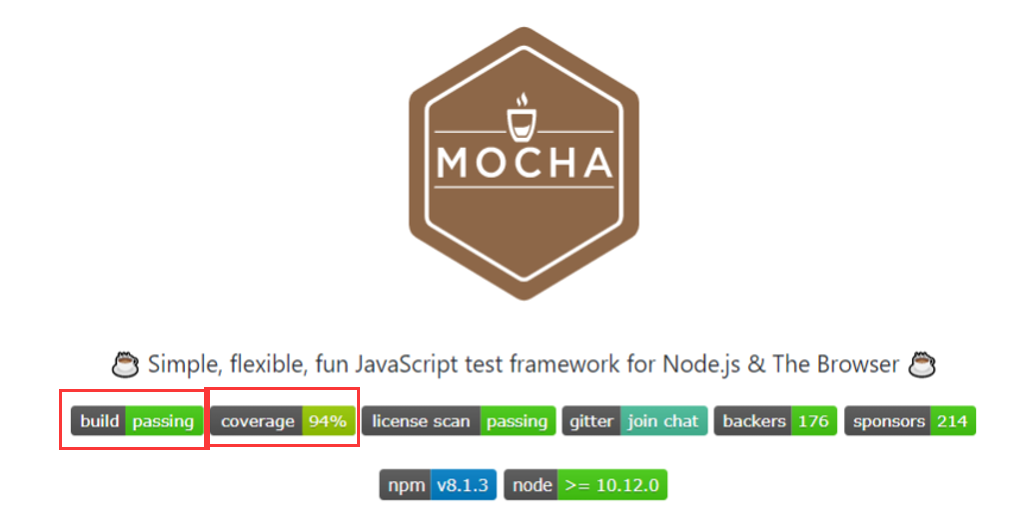 MOCHA
☕ Simple, flexible, fun JavaScript test framework for Node.js & The Browser ☕
build passing coverage 94% license scan passing gitter join chat backers 176 sponsors 214
npm v8.1.3 node >= 10.12.0